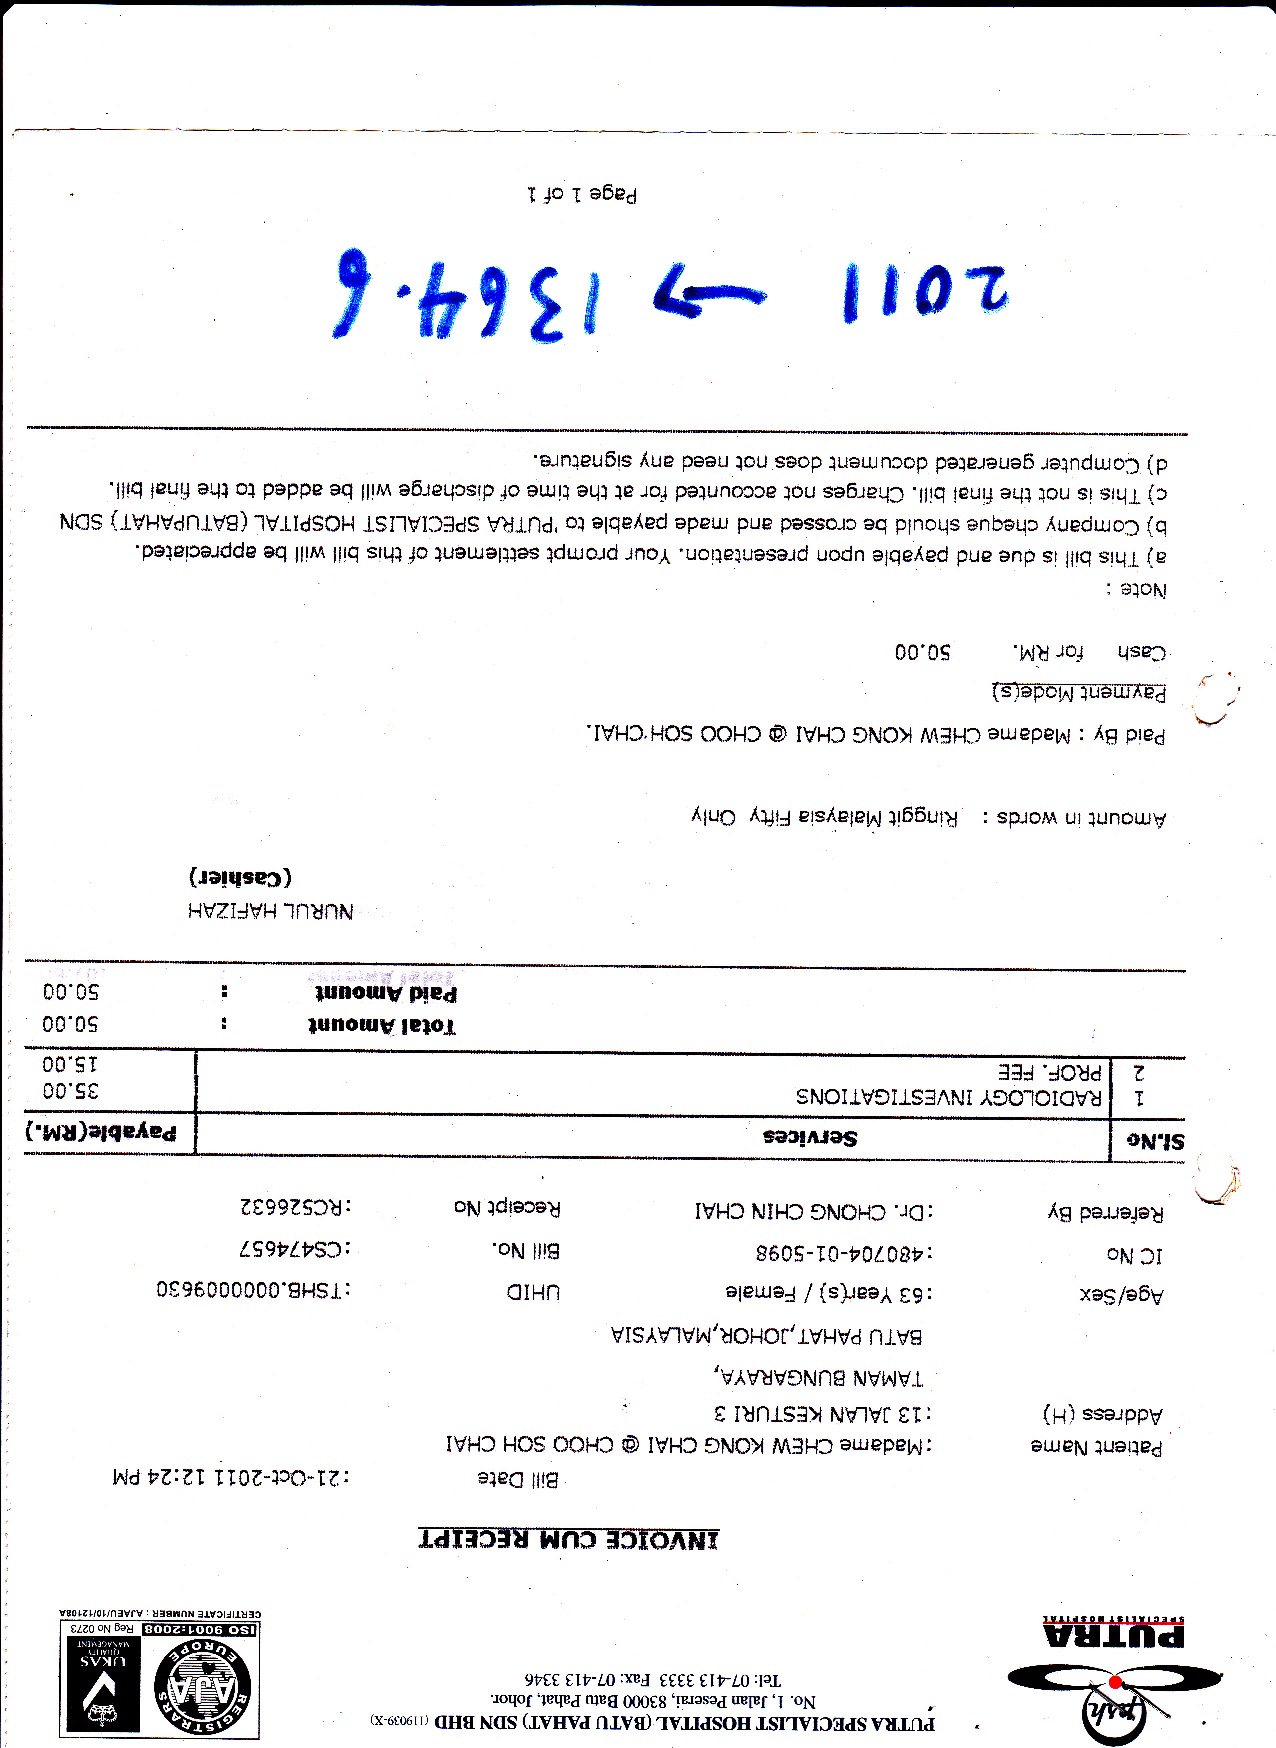 psh
PUTRA
SPECIALIST HOSPITAL
PUTRA SPECIALIST HOSPITAL (BATU PAHAT) SDN BHD (119039-X)
No. 1, Jalan Peserai, 83000 Batu Pahat, Johor.
Tel: 07-413 3333 Fax: 07-413 3346
REGISTRARS
AJA
EUROPE
UKAS
QUALITY
MANAGEMENT
ISO 9001:2008 Reg No 0273
CERTIFICATE NUMBER : AJAEU/10/12108A
INVOICE CUM RECEIPT
Bill Date :21-Oct-2011 12:24 PM
Patient Name :Madame CHEW KONG CHAI @ CHOO SOH CHAI
Address (H) :13 JALAN KESTURI 3
TAMAN BUNGARAYA,
BATU PAHAT,JOHOR,MALAYSIA
Age/Sex :63 Year(s) / Female UHID :TSHB.0000009630
IC No :480704-01-5098 Bill No. :CS474657
Referred By :Dr. CHONG CHIN CHAI Receipt No :RCS26632
Sl.No Services Payable(RM.)
1 RADIOLOGY INVESTIGATIONS 35.00
2 PROF. FEE 15.00
Total Amount : 50.00
Paid Amount : 50.00
NURUL HAFIZAH
(Cashier)
Amount in words : Ringgit Malaysia Fifty Only
Paid By : Madame CHEW KONG CHAI @ CHOO SOH CHAI.
Payment Mode(s)
Cash for RM. 50.00
Note :
a) This bill is due and payable upon presentation. Your prompt settlement of this bill will be appreciated.
b) Company cheque should be crossed and made payable to 'PUTRA SPECIALIST HOSPITAL (BATUPAHAT) SDN
c) This is not the final bill. Charges not accounted for at the time of discharge will be added to the final bill.
d) Computer generated document does not need any signature.
2011 → 1364.6
Page 1 of 1